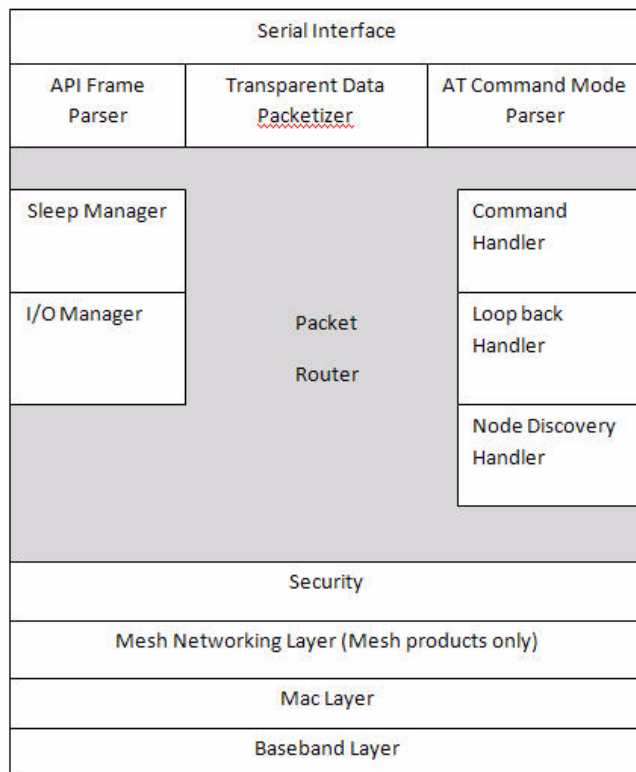 Serial Interface
API Frame
Parser
Transparent Data
Packetizer
AT Command Mode
Parser
Sleep Manager
I/O Manager
Packet
Router
Command
Handler
Loop back
Handler
Node Discovery
Handler
Security
Mesh Networking Layer (Mesh products only)
Mac Layer
Baseband Layer